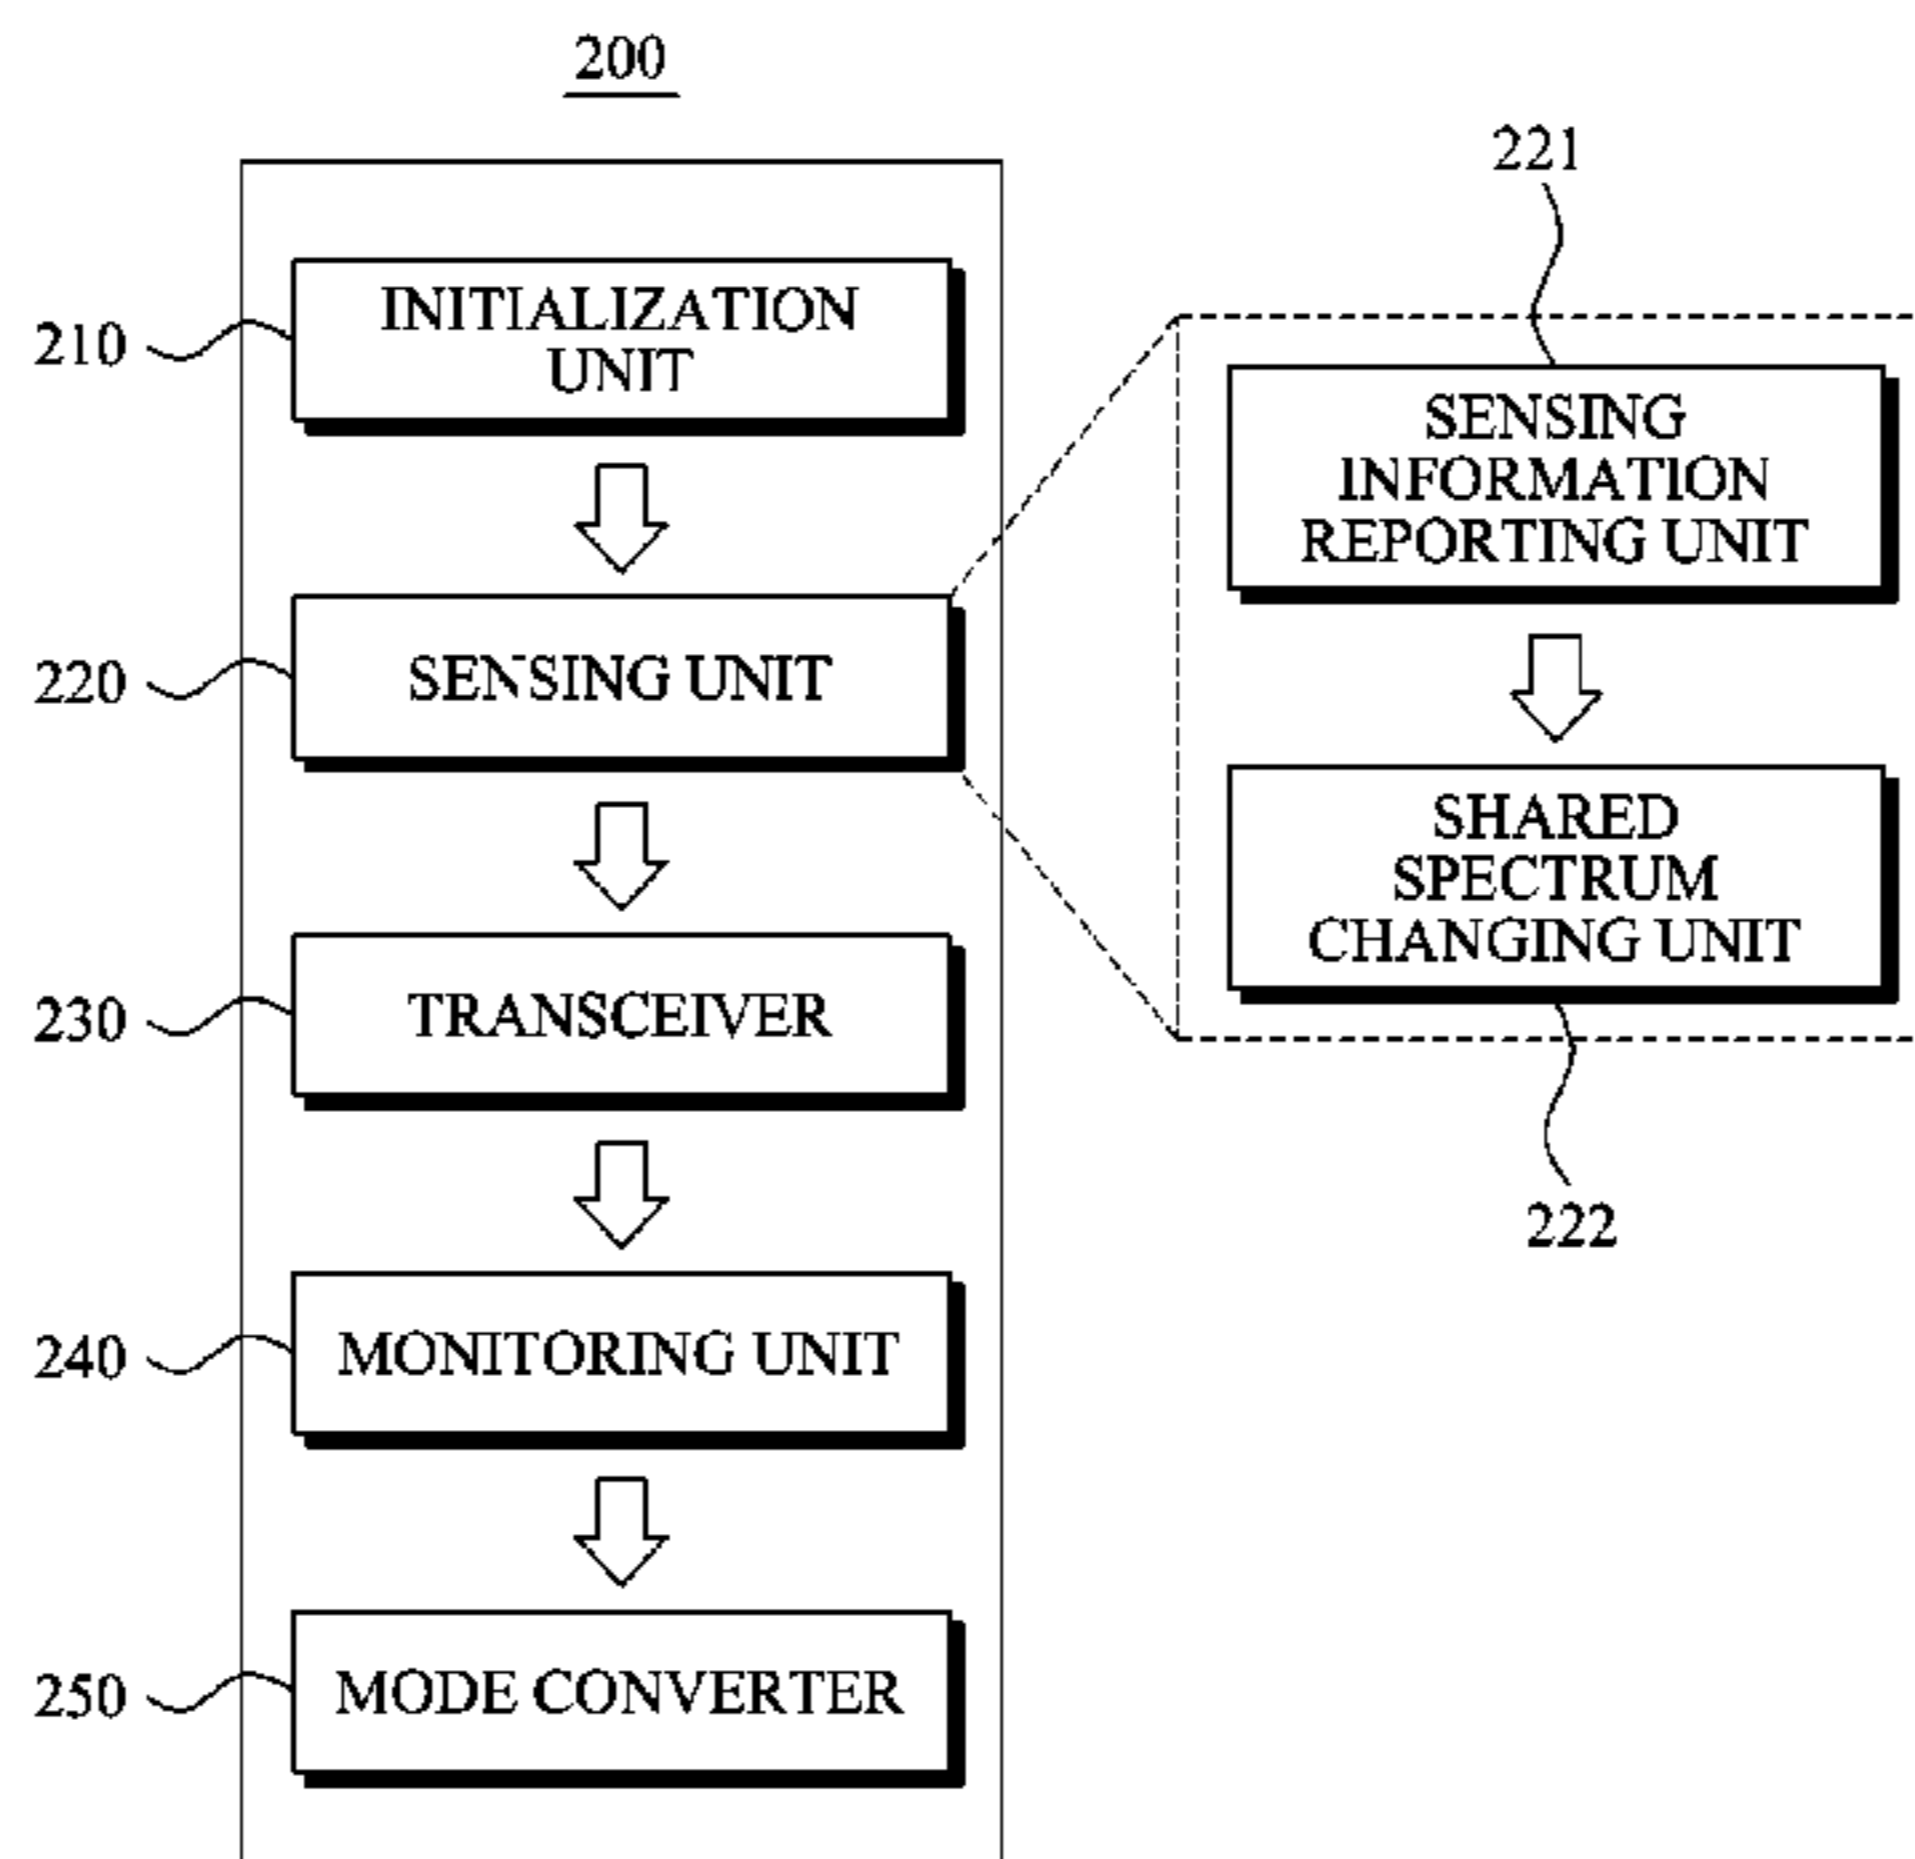 200
210
INITIALIZATION
UNIT
220
SENSING UNIT
230
TRANSCEIVER
240
MONITORING UNIT
250
MODE CONVERTER
221
SENSING
INFORMATION
REPORTING UNIT
SHARED
SPECTRUM
CHANGING UNIT
222